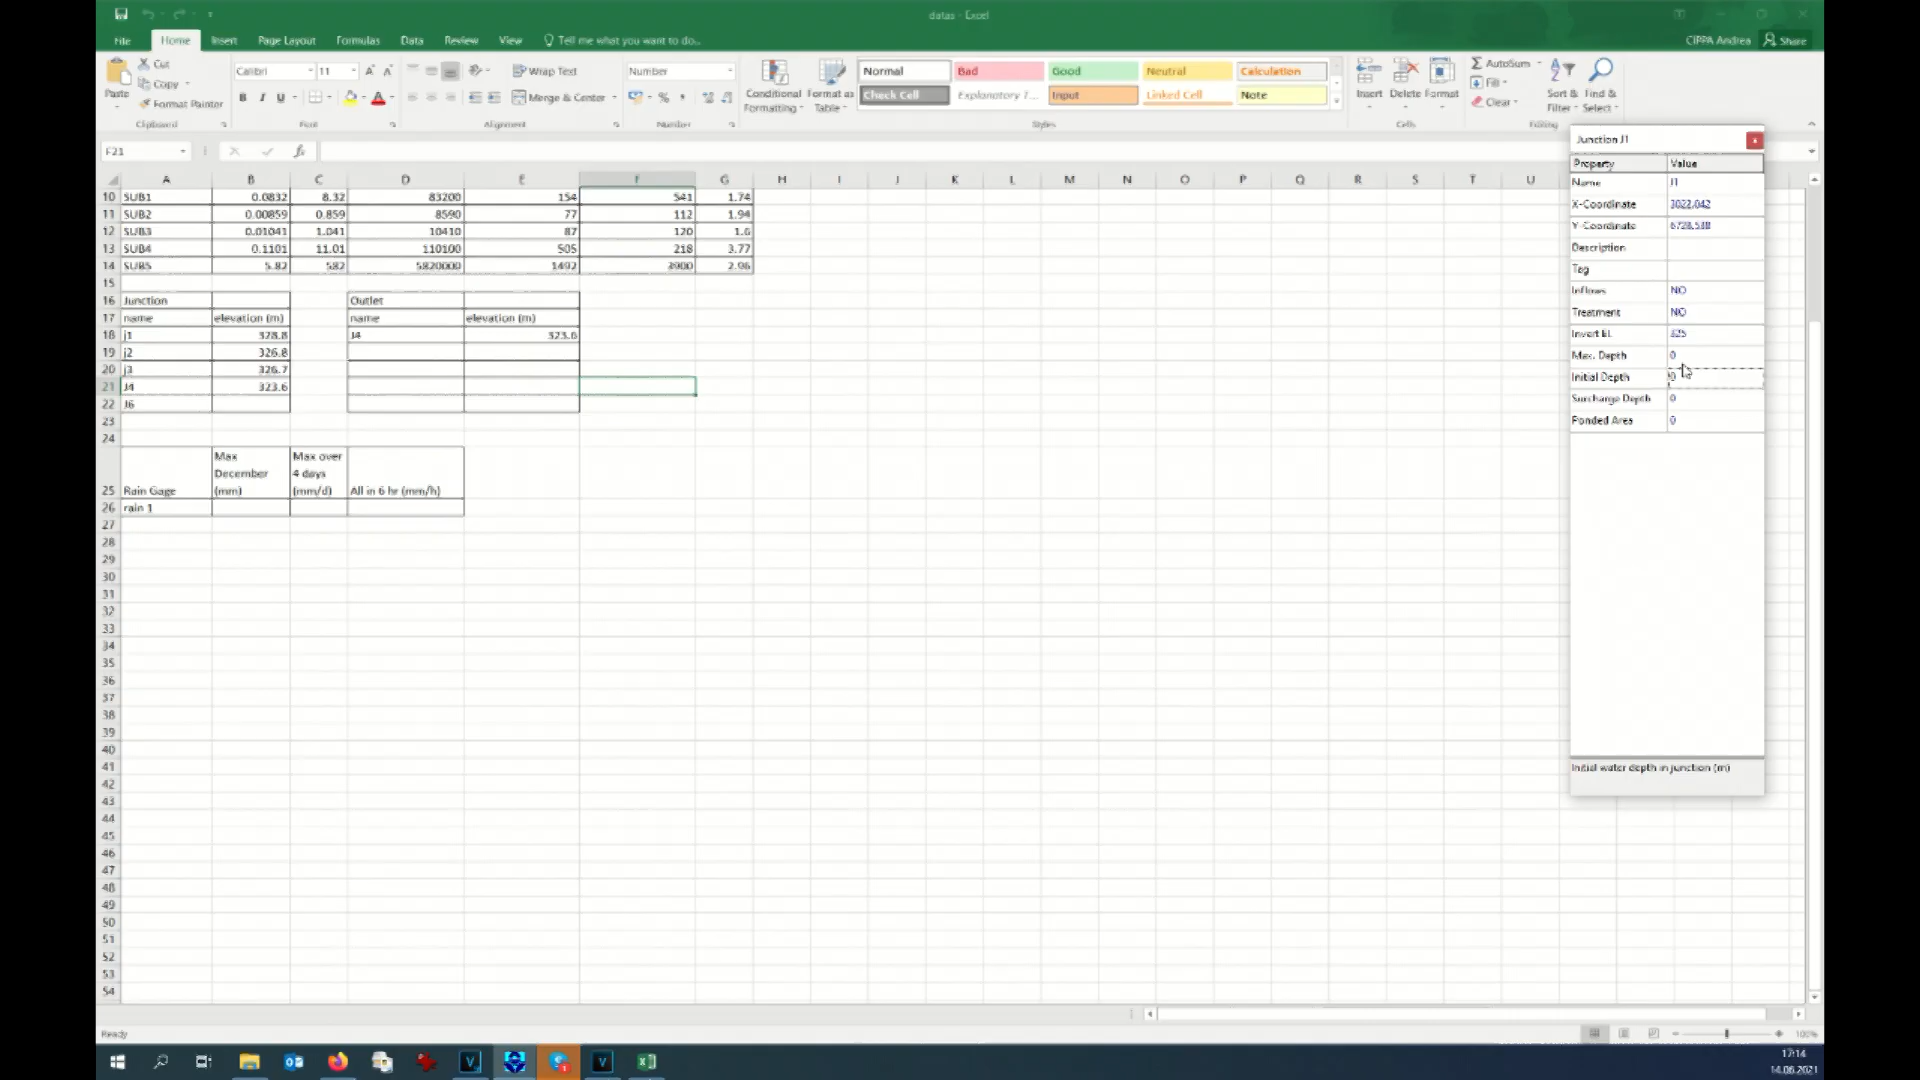 datas - Excel
File Home Insert Page Layout Formulas Data Review View Tell me what you want to do...
CIPPA Andrea Share
Paste Cut Copy Format Painter Clipboard
Calibri 11 B I U Font
Wrap Text Merge & Center Alignment
Number % Number
Conditional Formatting Format as Table
Normal Bad Good Neutral Calculation
Check Cell Explanatory T... Input Linked Cell Note
Styles
Insert Delete Format Cells
AutoSum Fill Clear Sort & Filter Find & Select Editing
F21 fx
A B C D E F G H I J K L M N O P Q R S T U
10 SUB1 0.0832 8.32 83200 154 541 1.74
11 SUB2 0.00859 0.859 8590 77 112 1.94
12 SUB3 0.01041 1.041 10410 87 120 1.6
13 SUB4 0.1101 11.01 110100 505 218 3.77
14 SUB5 5.82 582 5820000 1492 3900 2.96
15
16 Junction Outlet
17 name elevation (m) name elevation (m)
18 j1 328.8 J4 323.6
19 j2 326.8
20 j3 326.7
21 J4 323.6
22 J6
23
24
25 Rain Gage Max December (mm) Max over 4 days (mm/d) All in 6 hr (mm/h)
26 rain 1
27
28
29
30
31
32
33
34
35
36
37
38
39
40
41
42
43
44
45
46
47
48
49
50
51
52
53
54
Junction J1
Property Value
Name J1
X-Coordinate 3022.042
Y-Coordinate
Description
Tag
Inflows NO
Treatment NO
Invert El. 325
Max. Depth 0
Initial Depth 0
Surcharge Depth 0
Ponded Area 0
Initial water depth in junction (m)
Ready
100%
17:14
14.06.2021